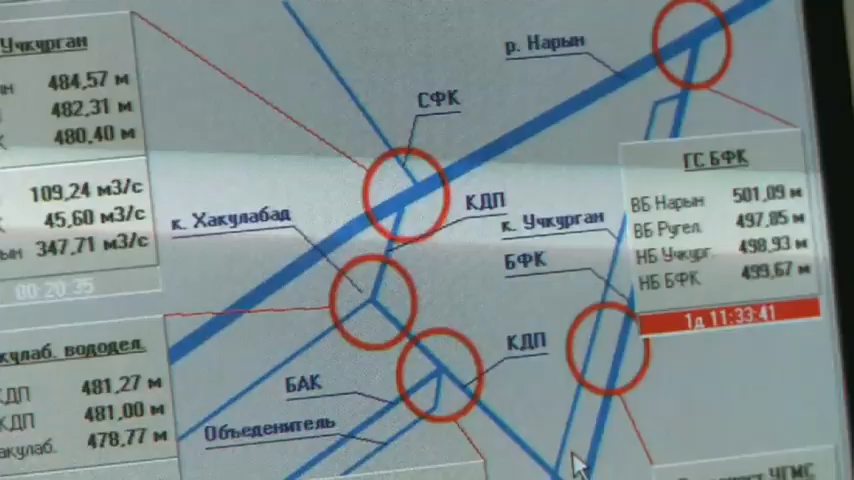 Учкурган
484,57 м
482,31 м
480,40 м
109,24 м3/с
45,60 м3/с
347,71 м3/с
00:20:35
р. Нарын
СФК
КДП
к. Хакулабад
к. Учкурган
БФК
ГС БФК
ВБ Нарын 501,09 м
ВБ Ругел. 497,85 м
НБ Учкург. 498,93 м
НБ БФК 499,67 м
1д 11:33:41
вододел.
КДП 481,27 м
КДП 481,00 м
478,77 м
КДП
БАК
Объеденитель
ЧГМС